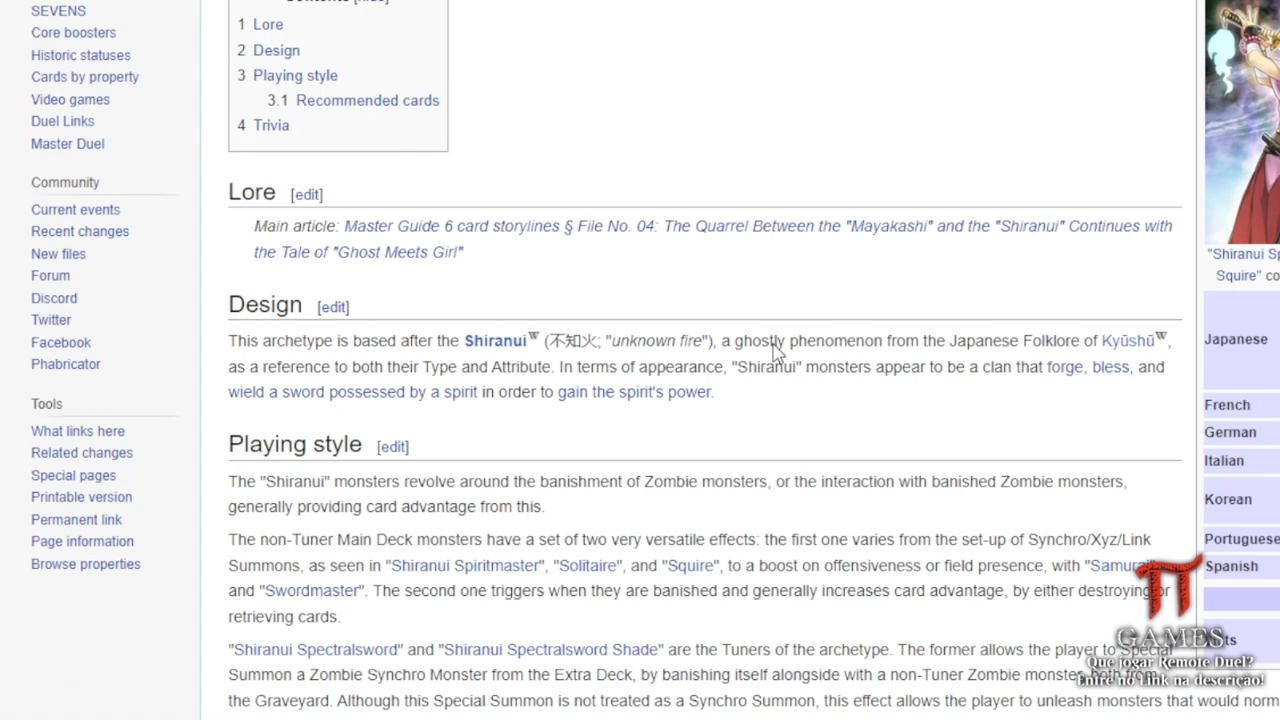 SEVENS
Core boosters
Historic statuses
Cards by property
Video games
Duel Links
Master Duel
Community
Current events
Recent changes
New files
Forum
Discord
Twitter
Facebook
Phabricator
Tools
What links here
Related changes
Special pages
Printable version
Permanent link
Page information
Browse properties
1 Lore
2 Design
3 Playing style
3.1 Recommended cards
4 Trivia
Lore [edit]
Main article: Master Guide 6 card storylines § File No. 04: The Quarrel Between the "Mayakashi" and the "Shiranui" Continues with
the Tale of "Ghost Meets Girl"
Design [edit]
This archetype is based after the Shiranui (不知火; "unknown fire"), a ghostly phenomenon from the Japanese Folklore of Kyūshū,
as a reference to both their Type and Attribute. In terms of appearance, "Shiranui" monsters appear to be a clan that forge, bless, and
wield a sword possessed by a spirit in order to gain the spirit's power.
Playing style [edit]
The "Shiranui" monsters revolve around the banishment of Zombie monsters, or the interaction with banished Zombie monsters,
generally providing card advantage from this.
The non-Tuner Main Deck monsters have a set of two very versatile effects: the first one varies from the set-up of Synchro/Xyz/Link
Summons, as seen in "Shiranui Spiritmaster", "Solitaire", and "Squire", to a boost on offensiveness or field presence, with
and "Swordmaster". The second one triggers when they are banished and generally increases card advantage, by either destroying or
retrieving cards.
"Shiranui Spectralsword" and "Shiranui Spectralsword Shade" are the Tuners of the archetype. The former allows the player to Special
Summon a Zombie Synchro Monster from the Extra Deck, by banishing itself alongside with a non-Tuner Zombie monster both from
the Graveyard. Although this Special Summon is not treated as a Synchro Summon, this effect allows the player to unleash monsters that would norm
"Shiranui Sp
Squire" co
Japanese
French
German
Italian
Korean
Portuguese
Spanish
GAMES
Que jogar Remote Duel?
Entre no Link na descrição!